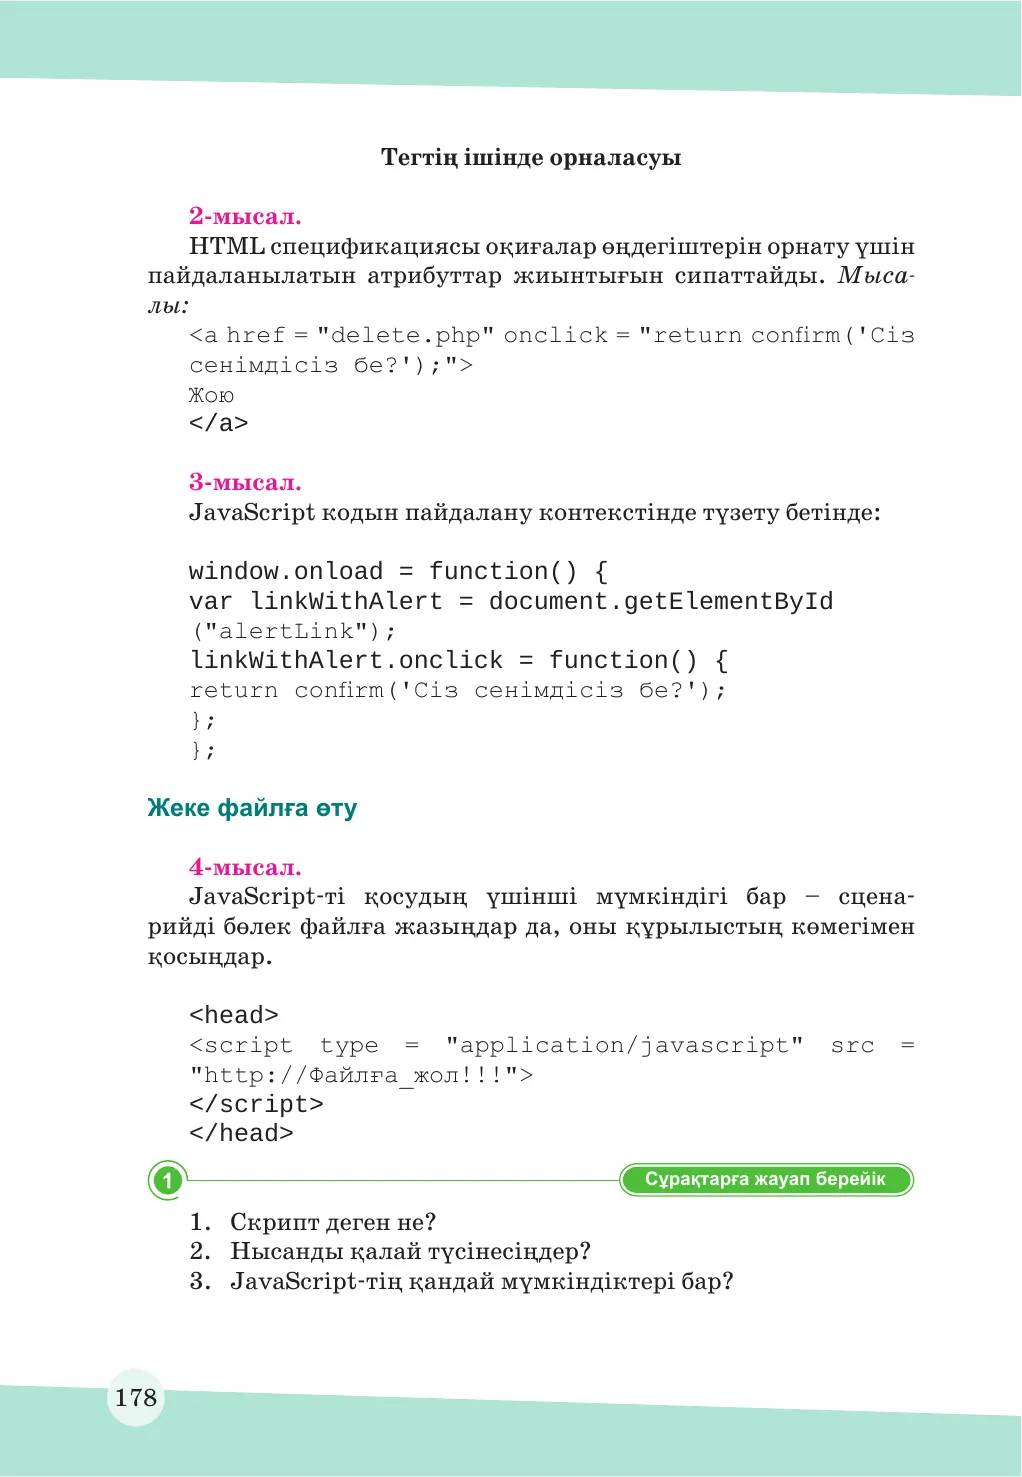 Тегтің ішінде орналасуы
2-мысал.
HTML спецификациясы оқиғалар өңдегіштерін орнату үшін
пайдаланылатын атрибуттар жиынтығын сипаттайды. Мыса-
лы:
<a href = "delete.php" onclick = "return confirm('Сіз
сенімдісіз бе?');">
Жою
</a>
3-мысал.
JavaScript кодын пайдалану контекстінде түзету бетінде:
window.onload = function() {
var linkWithAlert = document.getElementById
("alertLink");
linkWithAlert.onclick = function() {
return confirm('Сіз сенімдісіз бе?');
};
};
Жеке файлға өту
4-мысал.
JavaScript-ті қосудың үшінші мүмкіндігі бар – сцена-
рийді бөлек файлға жазыңдар да, оны құрылыстың көмегімен
қосыңдар.
<head>
<script type = "application/javascript" src =
"http://Файлға_жол!!!">
</script>
</head>
1 Сұрақтарға жауап берейік
1. Скрипт деген не?
2. Нысанды қалай түсінесіңдер?
3. JavaScript-тің қандай мүмкіндіктері бар?
178